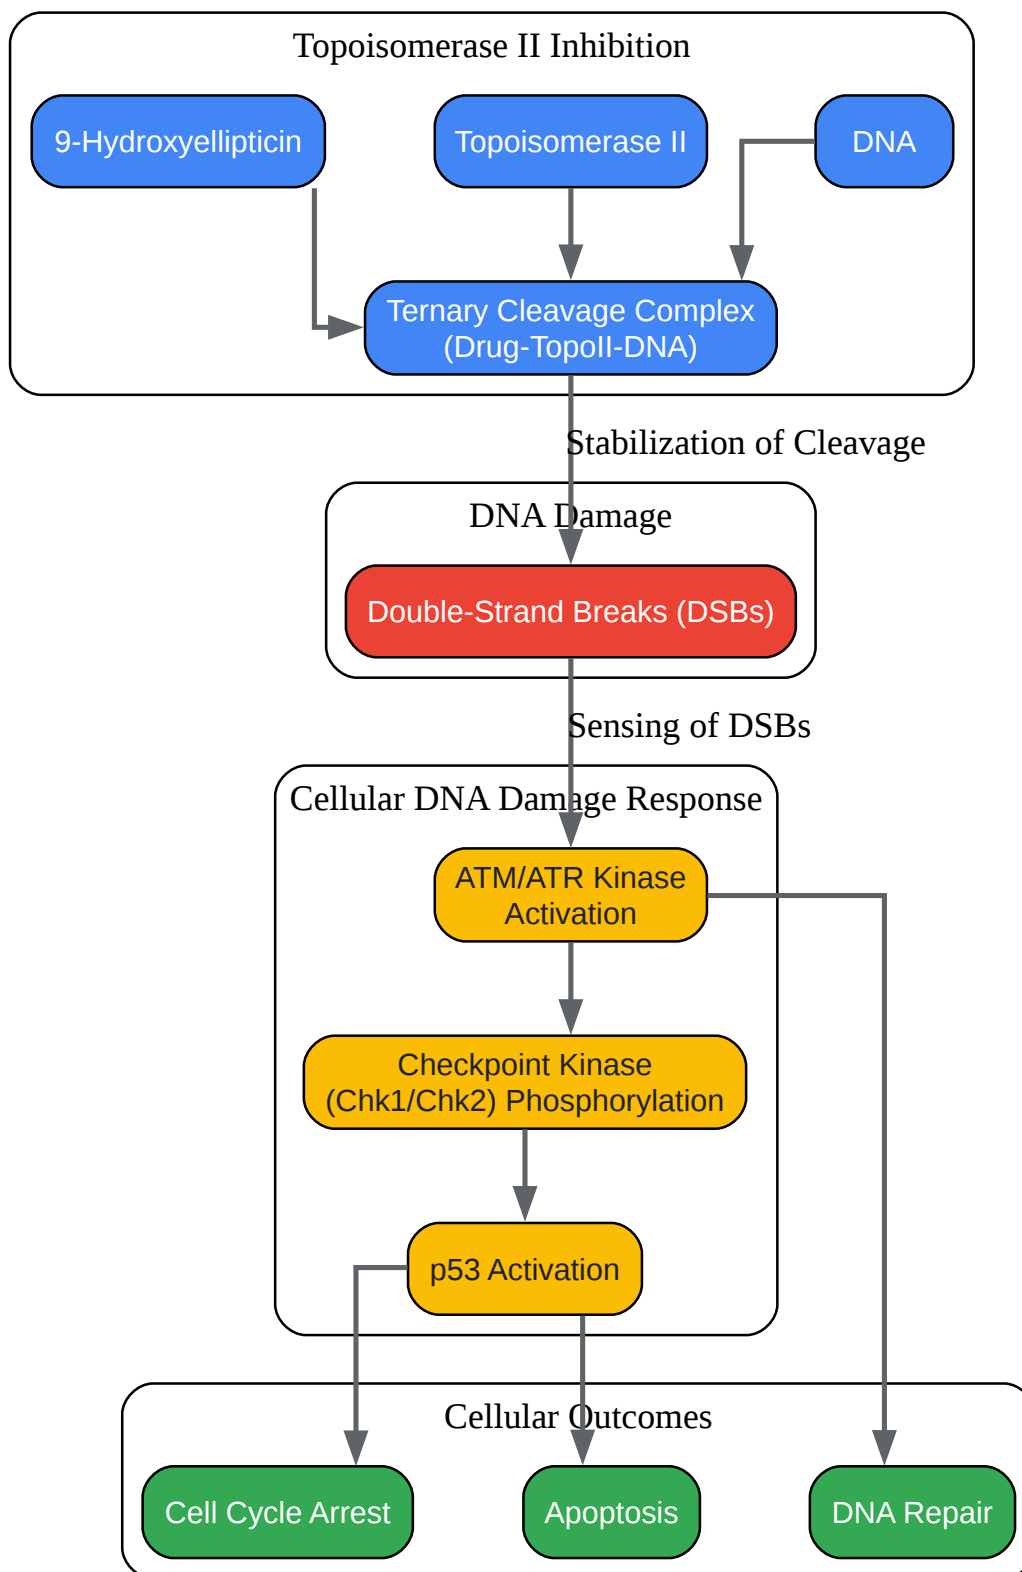 Topoisomerase II Inhibition
9-Hydroxyellipticin
Topoisomerase II
DNA
Ternary Cleavage Complex
(Drug-TopoII-DNA)
Stabilization of Cleavage
DNA Damage
Double-Strand Breaks (DSBs)
Sensing of DSBs
Cellular DNA Damage Response
ATM/ATR Kinase
Activation
Checkpoint Kinase
(Chk1/Chk2) Phosphorylation
p53 Activation
Cellular Outcomes
Cell Cycle Arrest
Apoptosis
DNA Repair